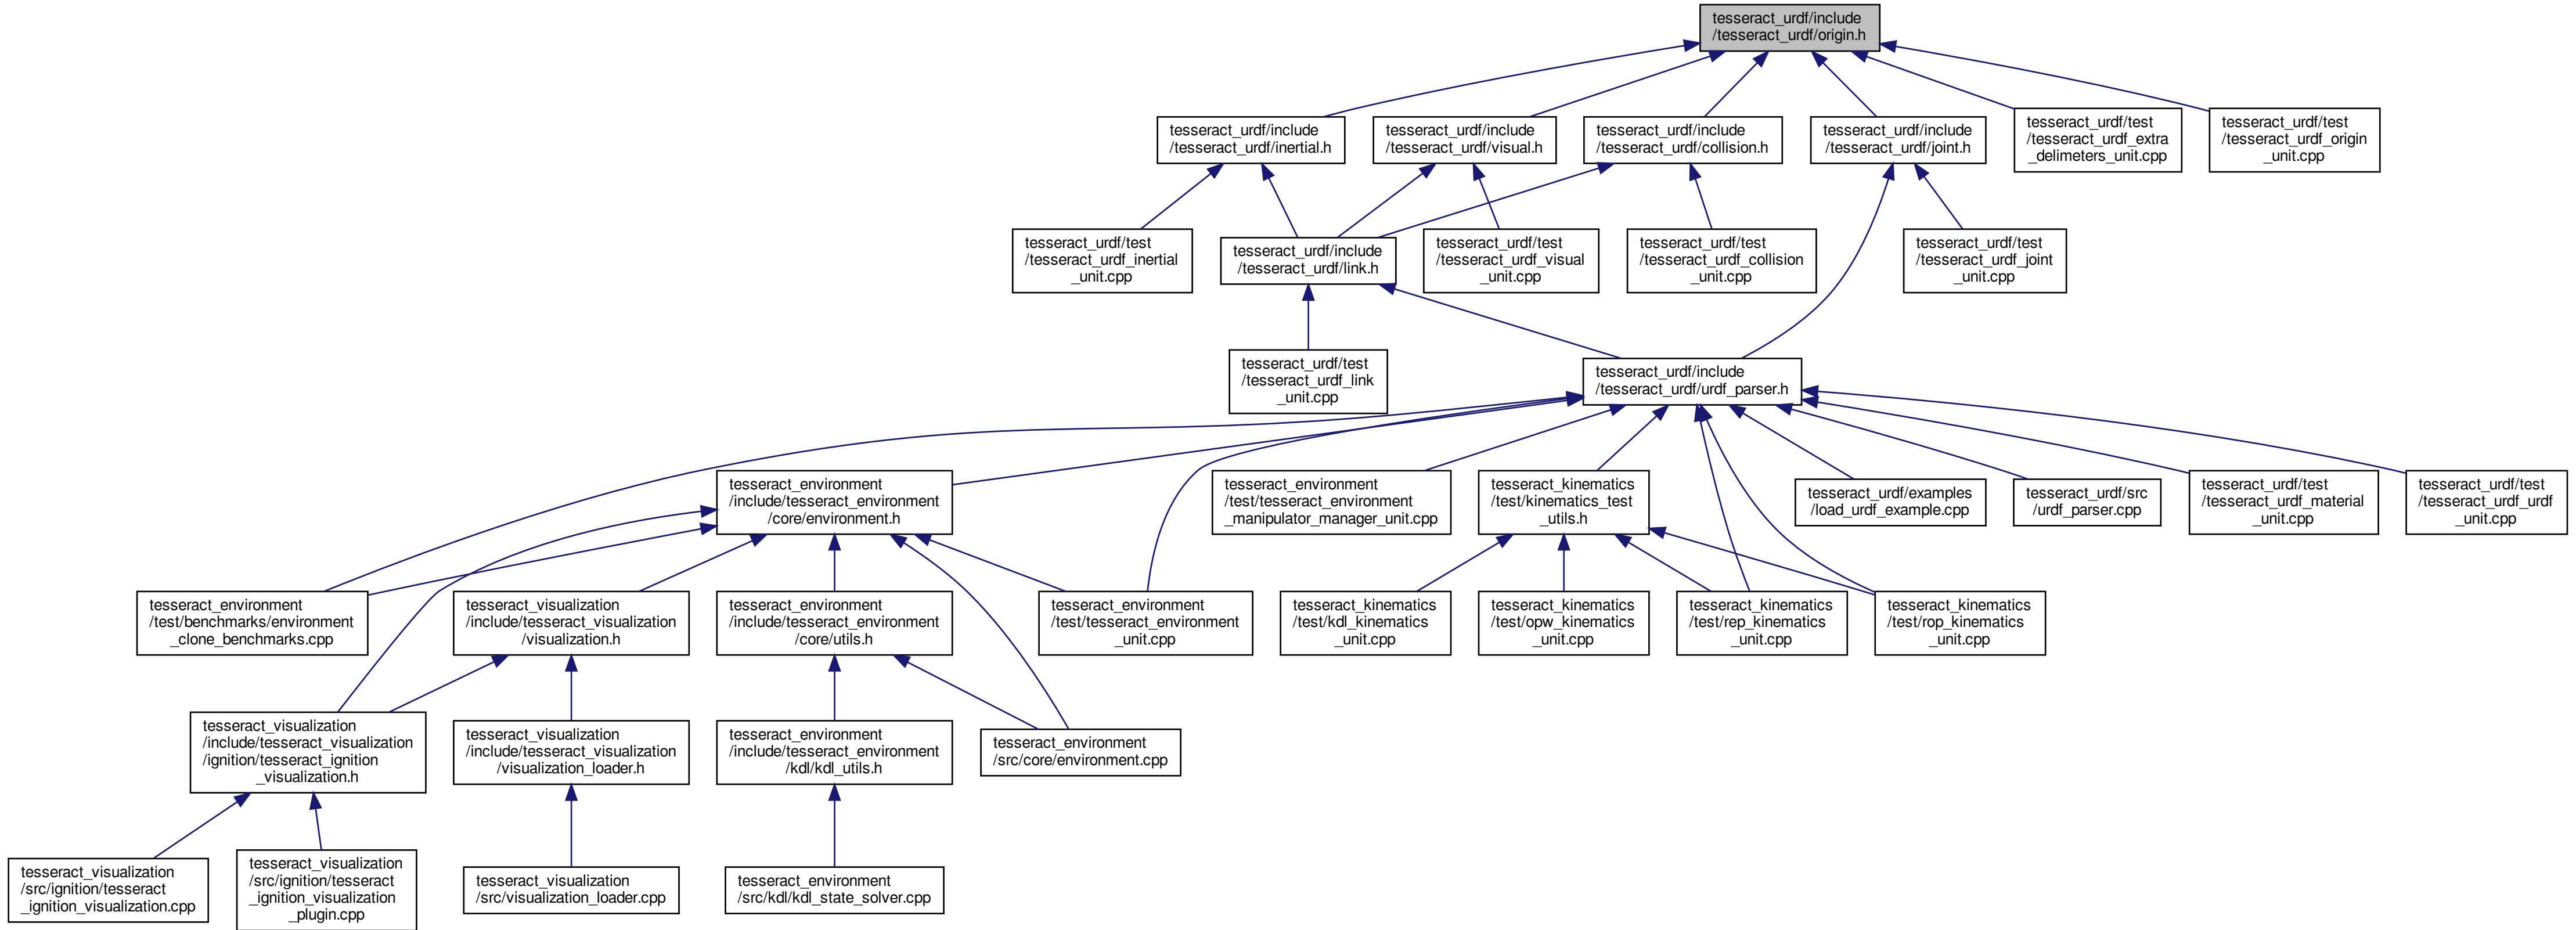 tesseract_urdf/include
/tesseract_urdf/origin.h
tesseract_urdf/include
/tesseract_urdf/inertial.h
tesseract_urdf/include
/tesseract_urdf/visual.h
tesseract_urdf/include
/tesseract_urdf/collision.h
tesseract_urdf/include
/tesseract_urdf/joint.h
tesseract_urdf/test
/tesseract_urdf_extra
_delimeters_unit.cpp
tesseract_urdf/test
/tesseract_urdf_origin
_unit.cpp
tesseract_urdf/test
/tesseract_urdf_inertial
_unit.cpp
tesseract_urdf/include
/tesseract_urdf/link.h
tesseract_urdf/test
/tesseract_urdf_visual
_unit.cpp
tesseract_urdf/test
/tesseract_urdf_collision
_unit.cpp
tesseract_urdf/test
/tesseract_urdf_joint
_unit.cpp
tesseract_urdf/test
/tesseract_urdf_link
_unit.cpp
tesseract_urdf/include
/tesseract_urdf/urdf_parser.h
tesseract_environment
/include/tesseract_environment
/core/environment.h
tesseract_environment
/test/tesseract_environment
_manipulator_manager_unit.cpp
tesseract_kinematics
/test/kinematics_test
_utils.h
tesseract_urdf/examples
/load_urdf_example.cpp
tesseract_urdf/src
/urdf_parser.cpp
tesseract_urdf/test
/tesseract_urdf_material
_unit.cpp
tesseract_urdf/test
/tesseract_urdf_urdf
_unit.cpp
tesseract_environment
/test/benchmarks/environment
_clone_benchmarks.cpp
tesseract_visualization
/include/tesseract_visualization
/visualization.h
tesseract_environment
/include/tesseract_environment
/core/utils.h
tesseract_environment
/test/tesseract_environment
_unit.cpp
tesseract_kinematics
/test/kdl_kinematics
_unit.cpp
tesseract_kinematics
/test/opw_kinematics
_unit.cpp
tesseract_kinematics
/test/rep_kinematics
_unit.cpp
tesseract_kinematics
/test/rop_kinematics
_unit.cpp
tesseract_visualization
/include/tesseract_visualization
/ignition/tesseract_ignition
_visualization.h
tesseract_visualization
/include/tesseract_visualization
/visualization_loader.h
tesseract_environment
/include/tesseract_environment
/kdl/kdl_utils.h
tesseract_environment
/src/core/environment.cpp
tesseract_visualization
/src/ignition/tesseract
_ignition_visualization.cpp
tesseract_visualization
/src/ignition/tesseract
_ignition_visualization
_plugin.cpp
tesseract_visualization
/src/visualization_loader.cpp
tesseract_environment
/src/kdl/kdl_state_solver.cpp